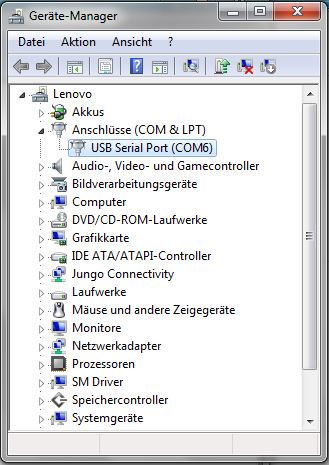 Geräte-Manager
Datei Aktion Ansicht ?
Lenovo
Akkus
Anschlüsse (COM & LPT)
USB Serial Port (COM6)
Audio-, Video- und Gamecontroller
Bildverarbeitungsgeräte
Computer
DVD/CD-ROM-Laufwerke
Grafikkarte
IDE ATA/ATAPI-Controller
Jungo Connectivity
Laufwerke
Mäuse und andere Zeigegeräte
Monitore
Netzwerkadapter
Prozessoren
SM Driver
Speichercontroller
Systemgeräte